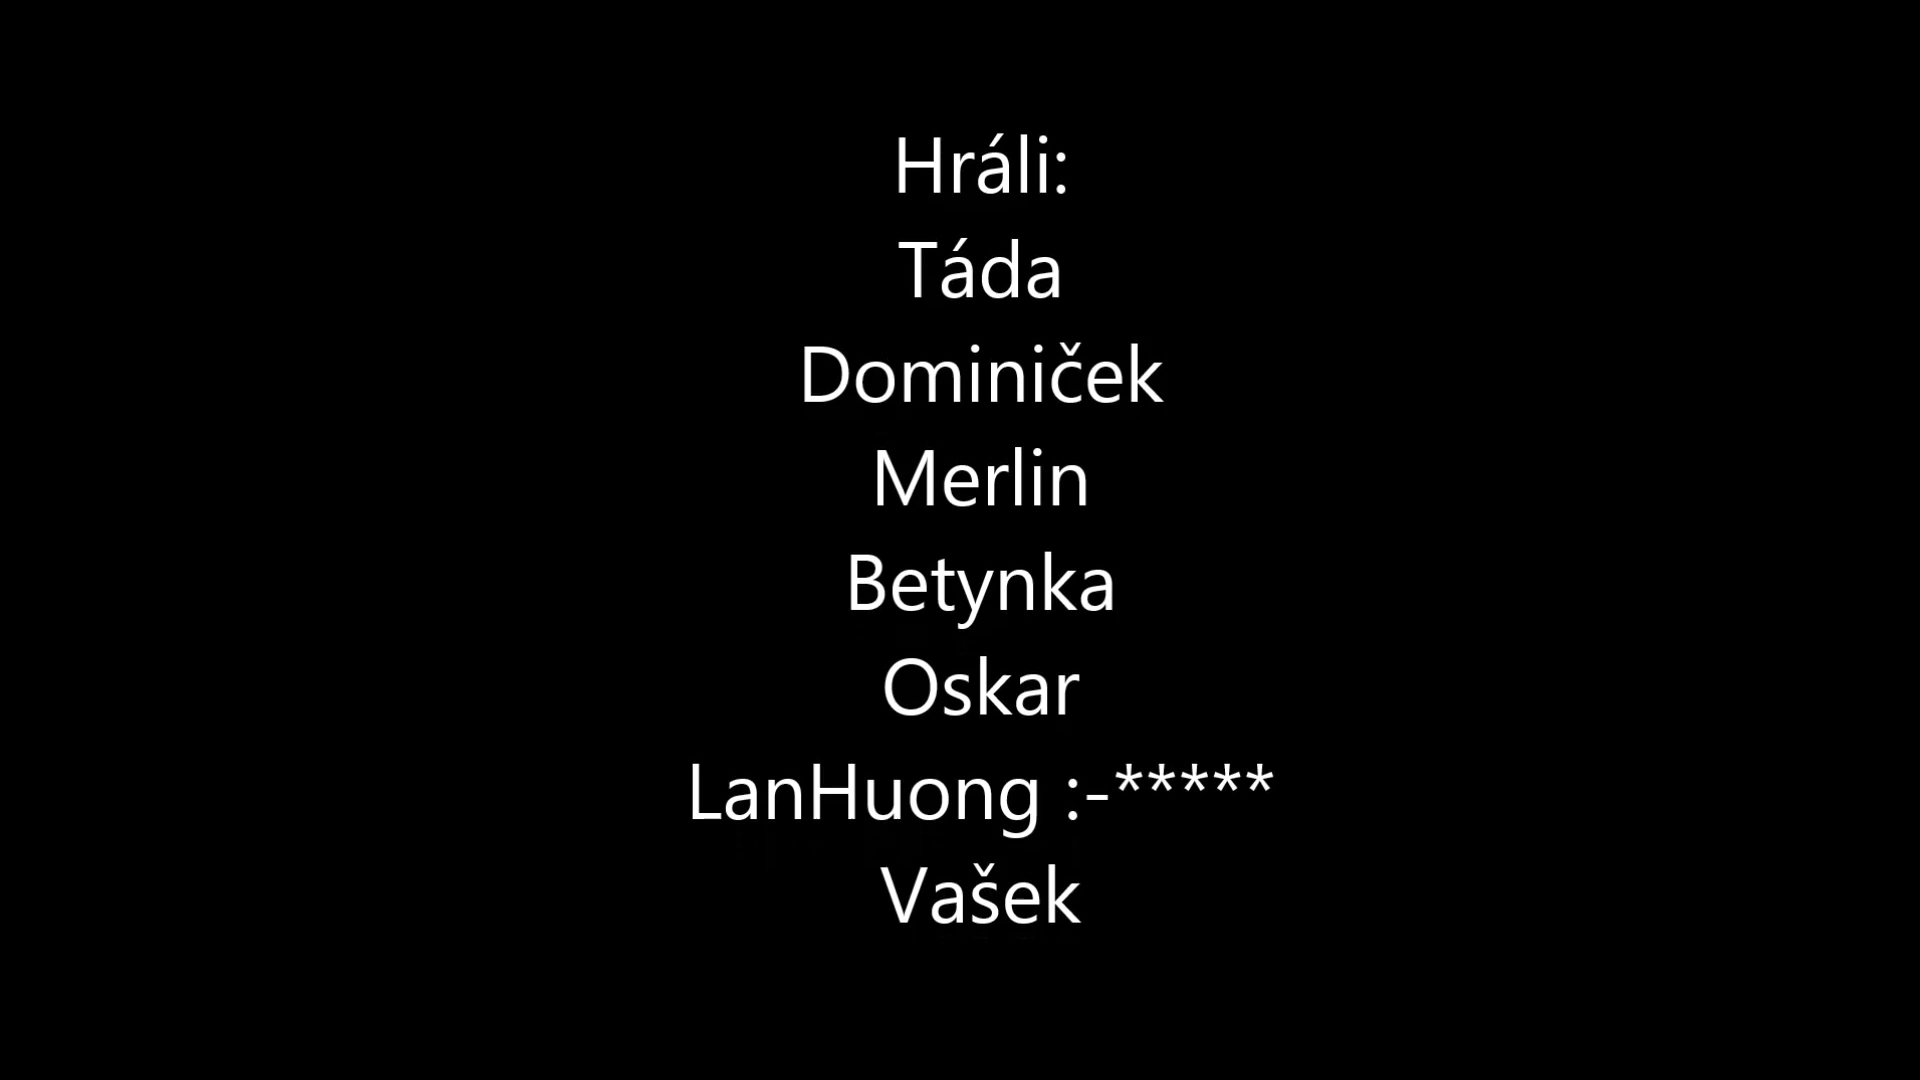 Hráli:
Táda
Dominiček
Merlin
Betynka
Oskar
LanHuong :-*****
Vašek